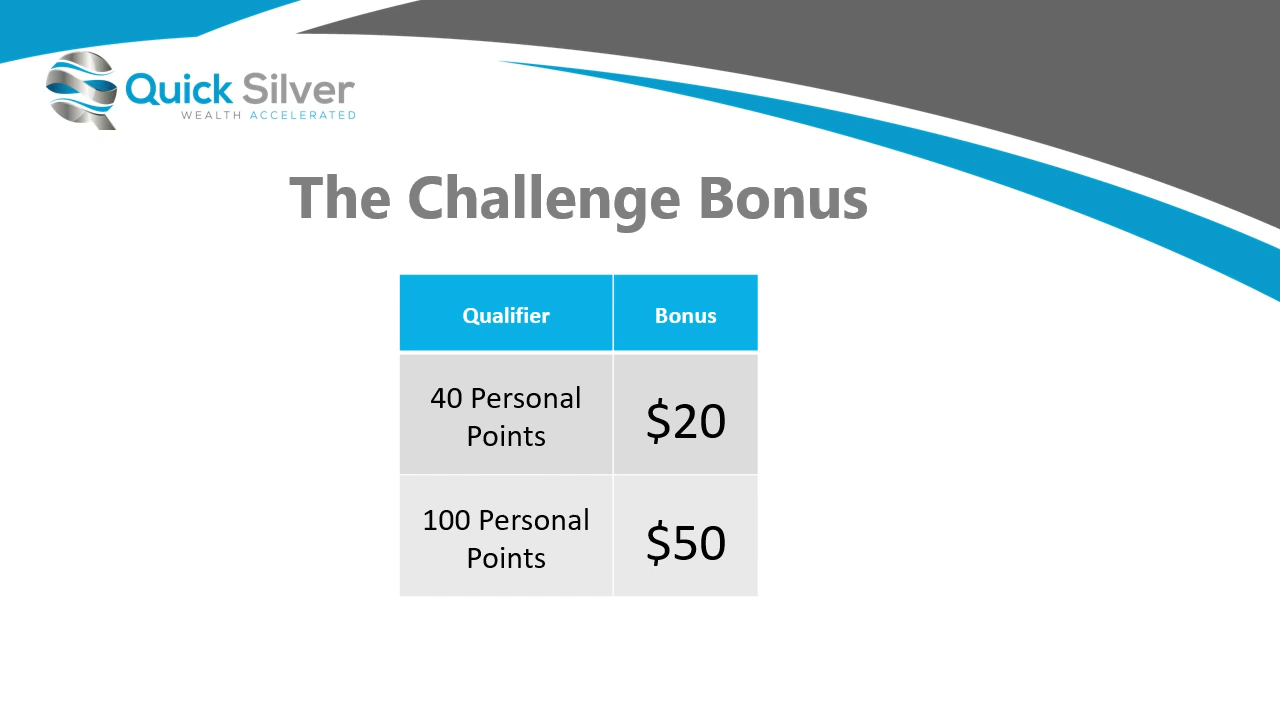 Quick Silver
WEALTH ACCELERATED
The Challenge Bonus
Qualifier Bonus
40 Personal
Points
$20
100 Personal
Points
$50